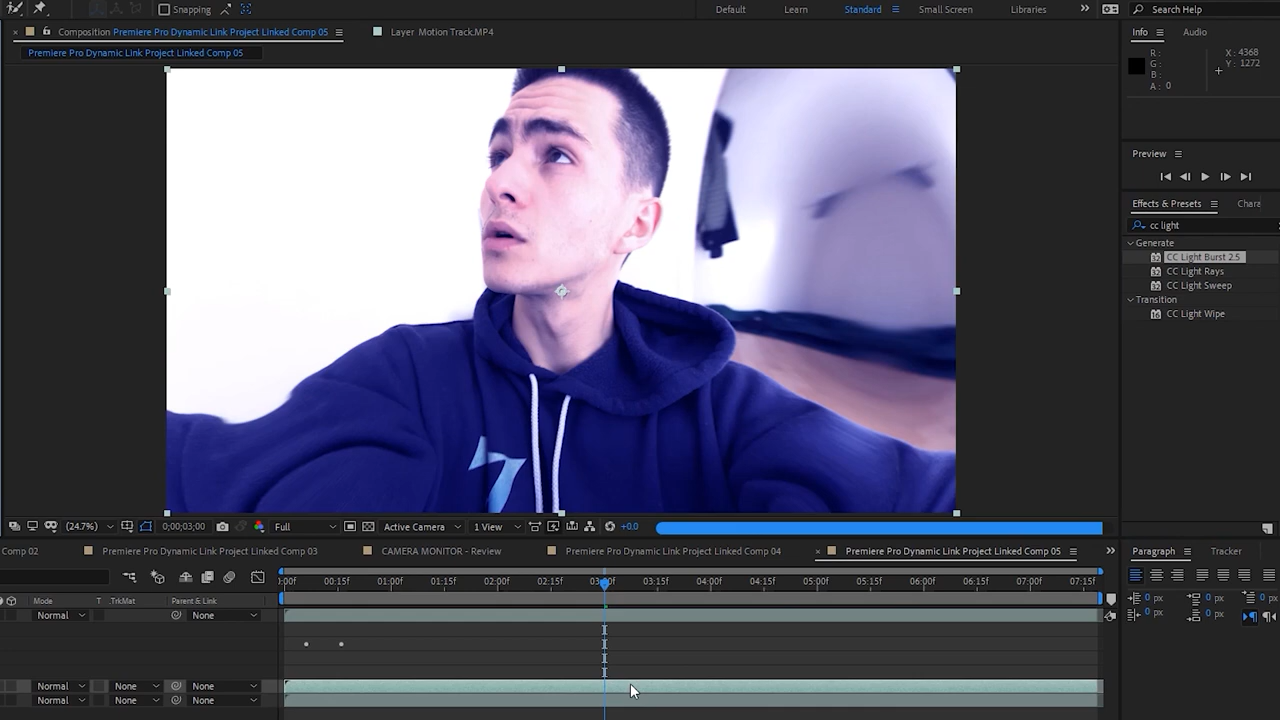 Snapping
Default
Learn
Standard
Small Screen
Libraries
Search Help
Composition Premiere Pro Dynamic Link Project Linked Comp 05
Layer Motion Track.MP4
Info
Audio
Premiere Pro Dynamic Link Project Linked Comp 05
R :
G :
B :
A : 0
X : 4368
Y : 1272
Preview
Effects & Presets
Chara
cc light
Generate
CC Light Burst 2.5
CC Light Rays
CC Light Sweep
Transition
CC Light Wipe
(24.7%)
0;00;03;00
Full
Active Camera
1 View
+0.0
Comp 02
Premiere Pro Dynamic Link Project Linked Comp 03
CAMERA MONITOR - Review
Premiere Pro Dynamic Link Project Linked Comp 04
Premiere Pro Dynamic Link Project Linked Comp 05
Paragraph
Tracker
:00f
00:15f
01:00f
01:15f
02:00f
02:15f
03:00f
03:15f
04:00f
04:15f
05:00f
05:15f
06:00f
06:15f
07:00f
07:15f
Mode
T
.TrkMat
Parent & Link
0 px
0 px
0 px
0 px
0 px
Normal
None
Normal
None
None
Normal
None
None